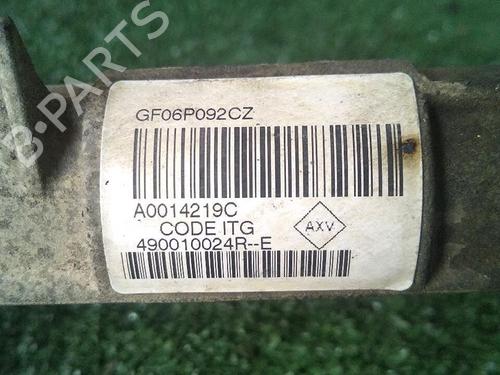 B-PARTS
GF06P092CZ
A0014219C
CODE ITG
AXV
490010024R--E